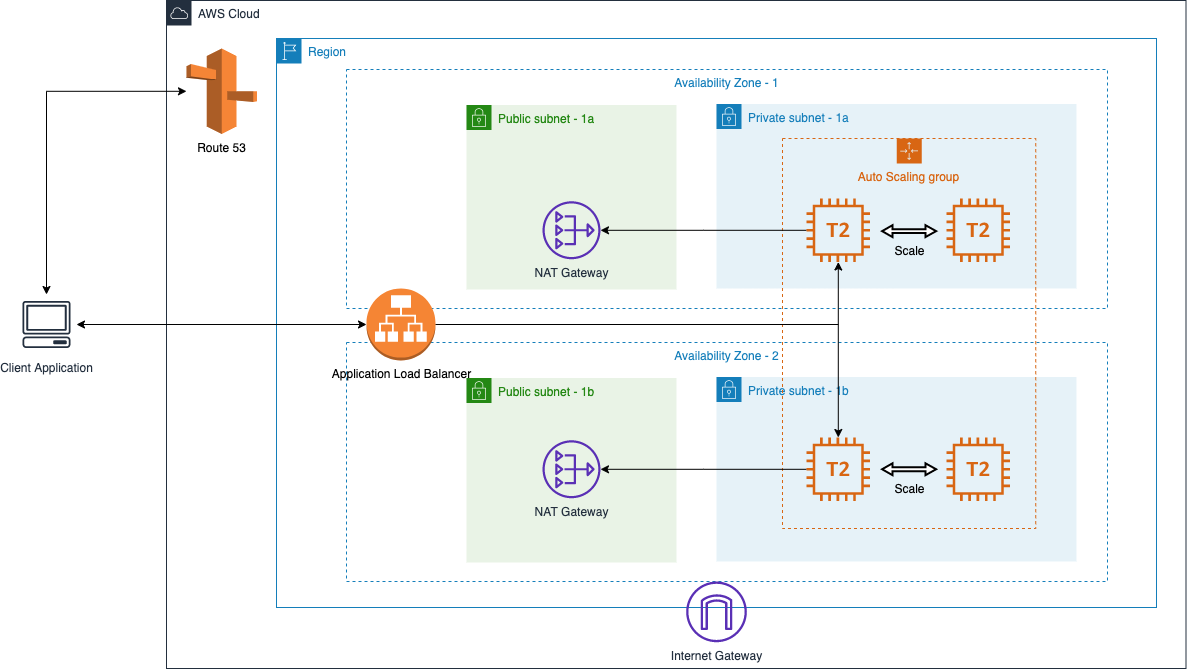 AWS Cloud
Route 53
Region
Availability Zone - 1
Public subnet - 1a
Private subnet - 1a
Auto Scaling group
T2
T2
Scale
NAT Gateway
Client Application
Application Load Balancer
Availability Zone - 2
Public subnet - 1b
Private subnet - 1b
T2
T2
Scale
NAT Gateway
Internet Gateway